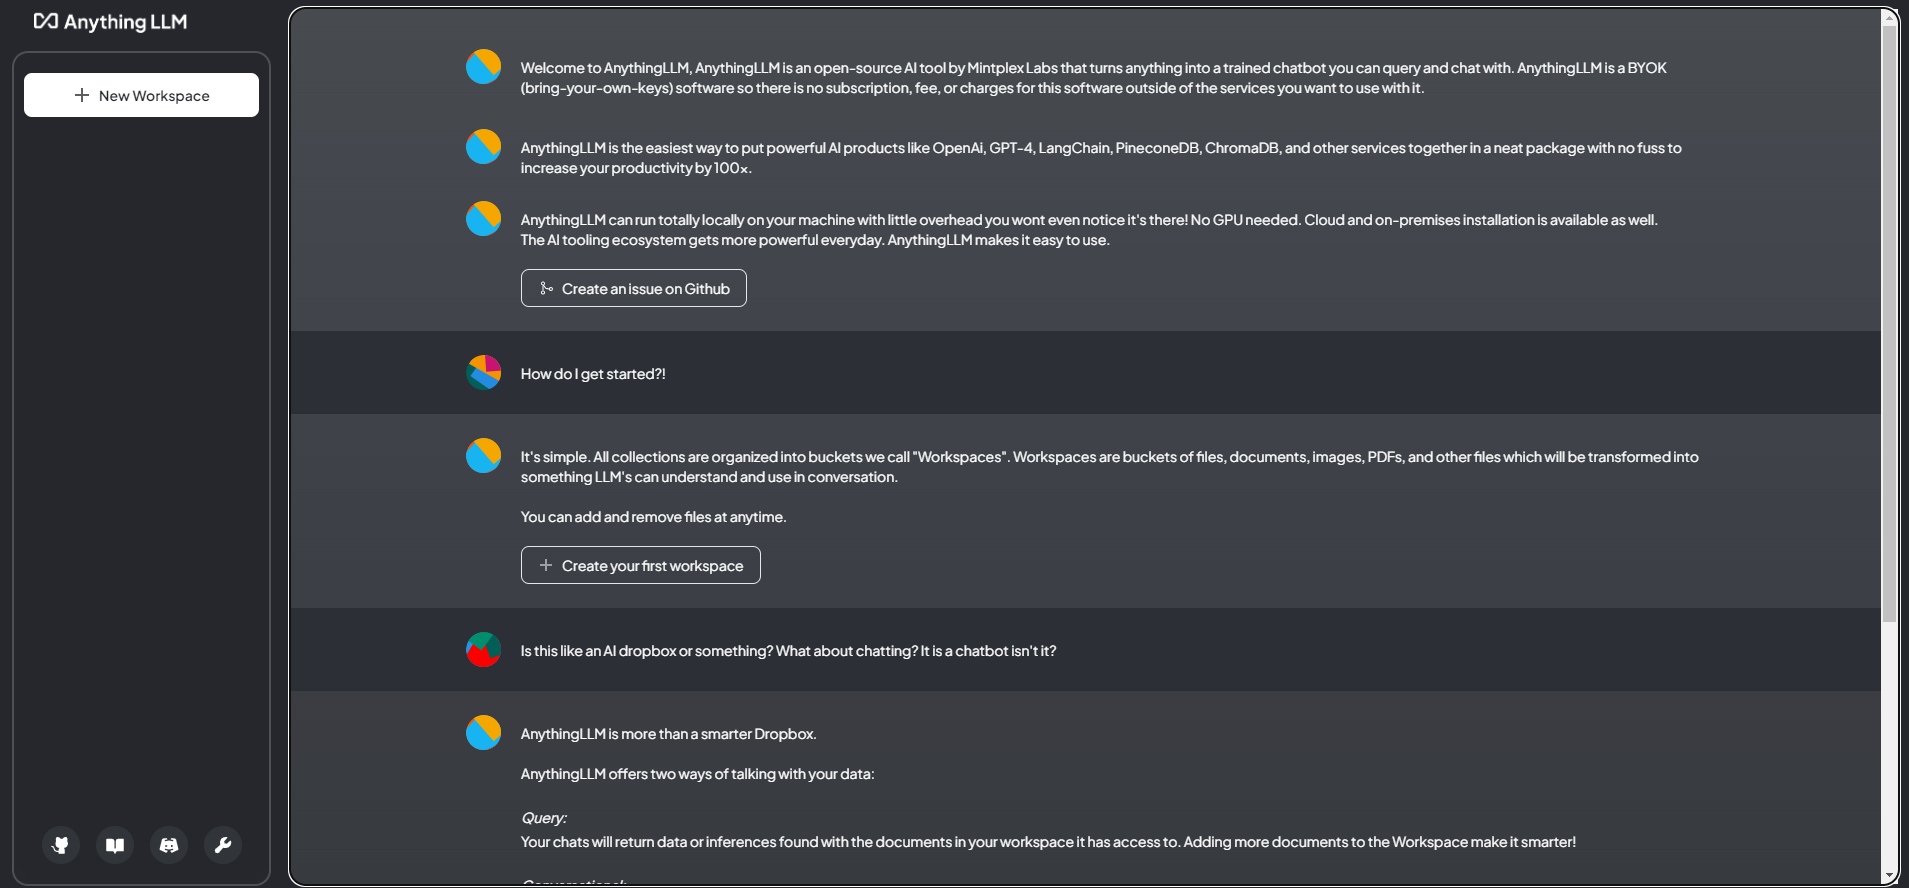 Anything LLM
New Workspace
Welcome to AnythingLLM, AnythingLLM is an open-source AI tool by Mintplex Labs that turns anything into a trained chatbot you can query and chat with. AnythingLLM is a BYOK
(bring-your-own-keys) software so there is no subscription, fee, or charges for this software outside of the services you want to use with it.
AnythingLLM is the easiest way to put powerful AI products like OpenAi, GPT-4, LangChain, PineconeDB, ChromaDB, and other services together in a neat package with no fuss to
increase your productivity by 100x.
AnythingLLM can run totally locally on your machine with little overhead you wont even notice it's there! No GPU needed. Cloud and on-premises installation is available as well.
The AI tooling ecosystem gets more powerful everyday. AnythingLLM makes it easy to use.
Create an issue on Github
How do I get started?!
It's simple. All collections are organized into buckets we call "Workspaces". Workspaces are buckets of files, documents, images, PDFs, and other files which will be transformed into
something LLM's can understand and use in conversation.
You can add and remove files at anytime.
Create your first workspace
Is this like an AI dropbox or something? What about chatting? It is a chatbot isn't it?
AnythingLLM is more than a smarter Dropbox.
AnythingLLM offers two ways of talking with your data:
Query:
Your chats will return data or inferences found with the documents in your workspace it has access to. Adding more documents to the Workspace make it smarter!